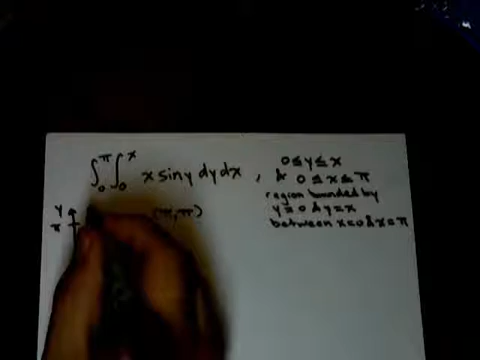 ∫₀^π ∫₀^x x sin y dy dx , 0 ≤ y ≤ x
& 0 ≤ x ≤ π
region bounded by
y = 0 & y = x
between x = 0 & x = π
y
π
(π, π)